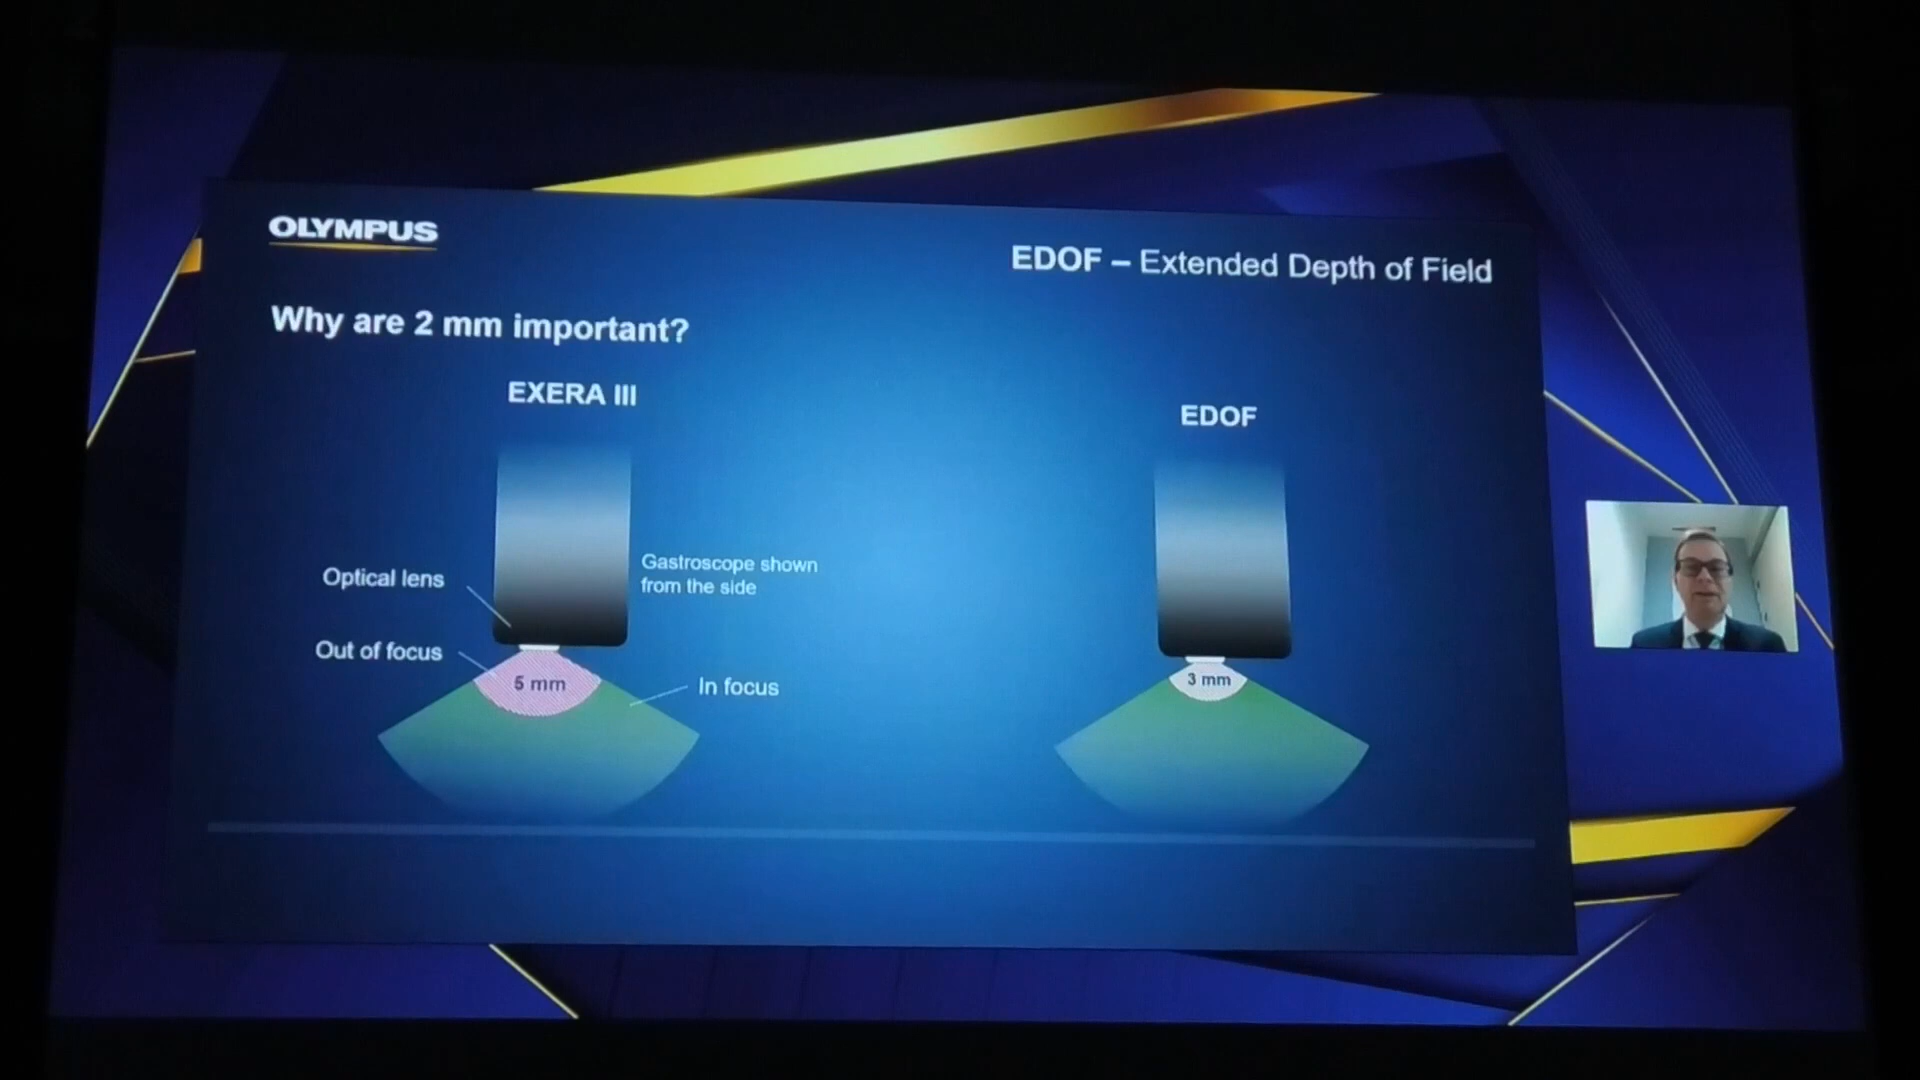 OLYMPUS
EDOF – Extended Depth of Field
Why are 2 mm important?
EXERA III
EDOF
Gastroscope shown
from the side
Optical lens
Out of focus
5 mm
In focus
3 mm